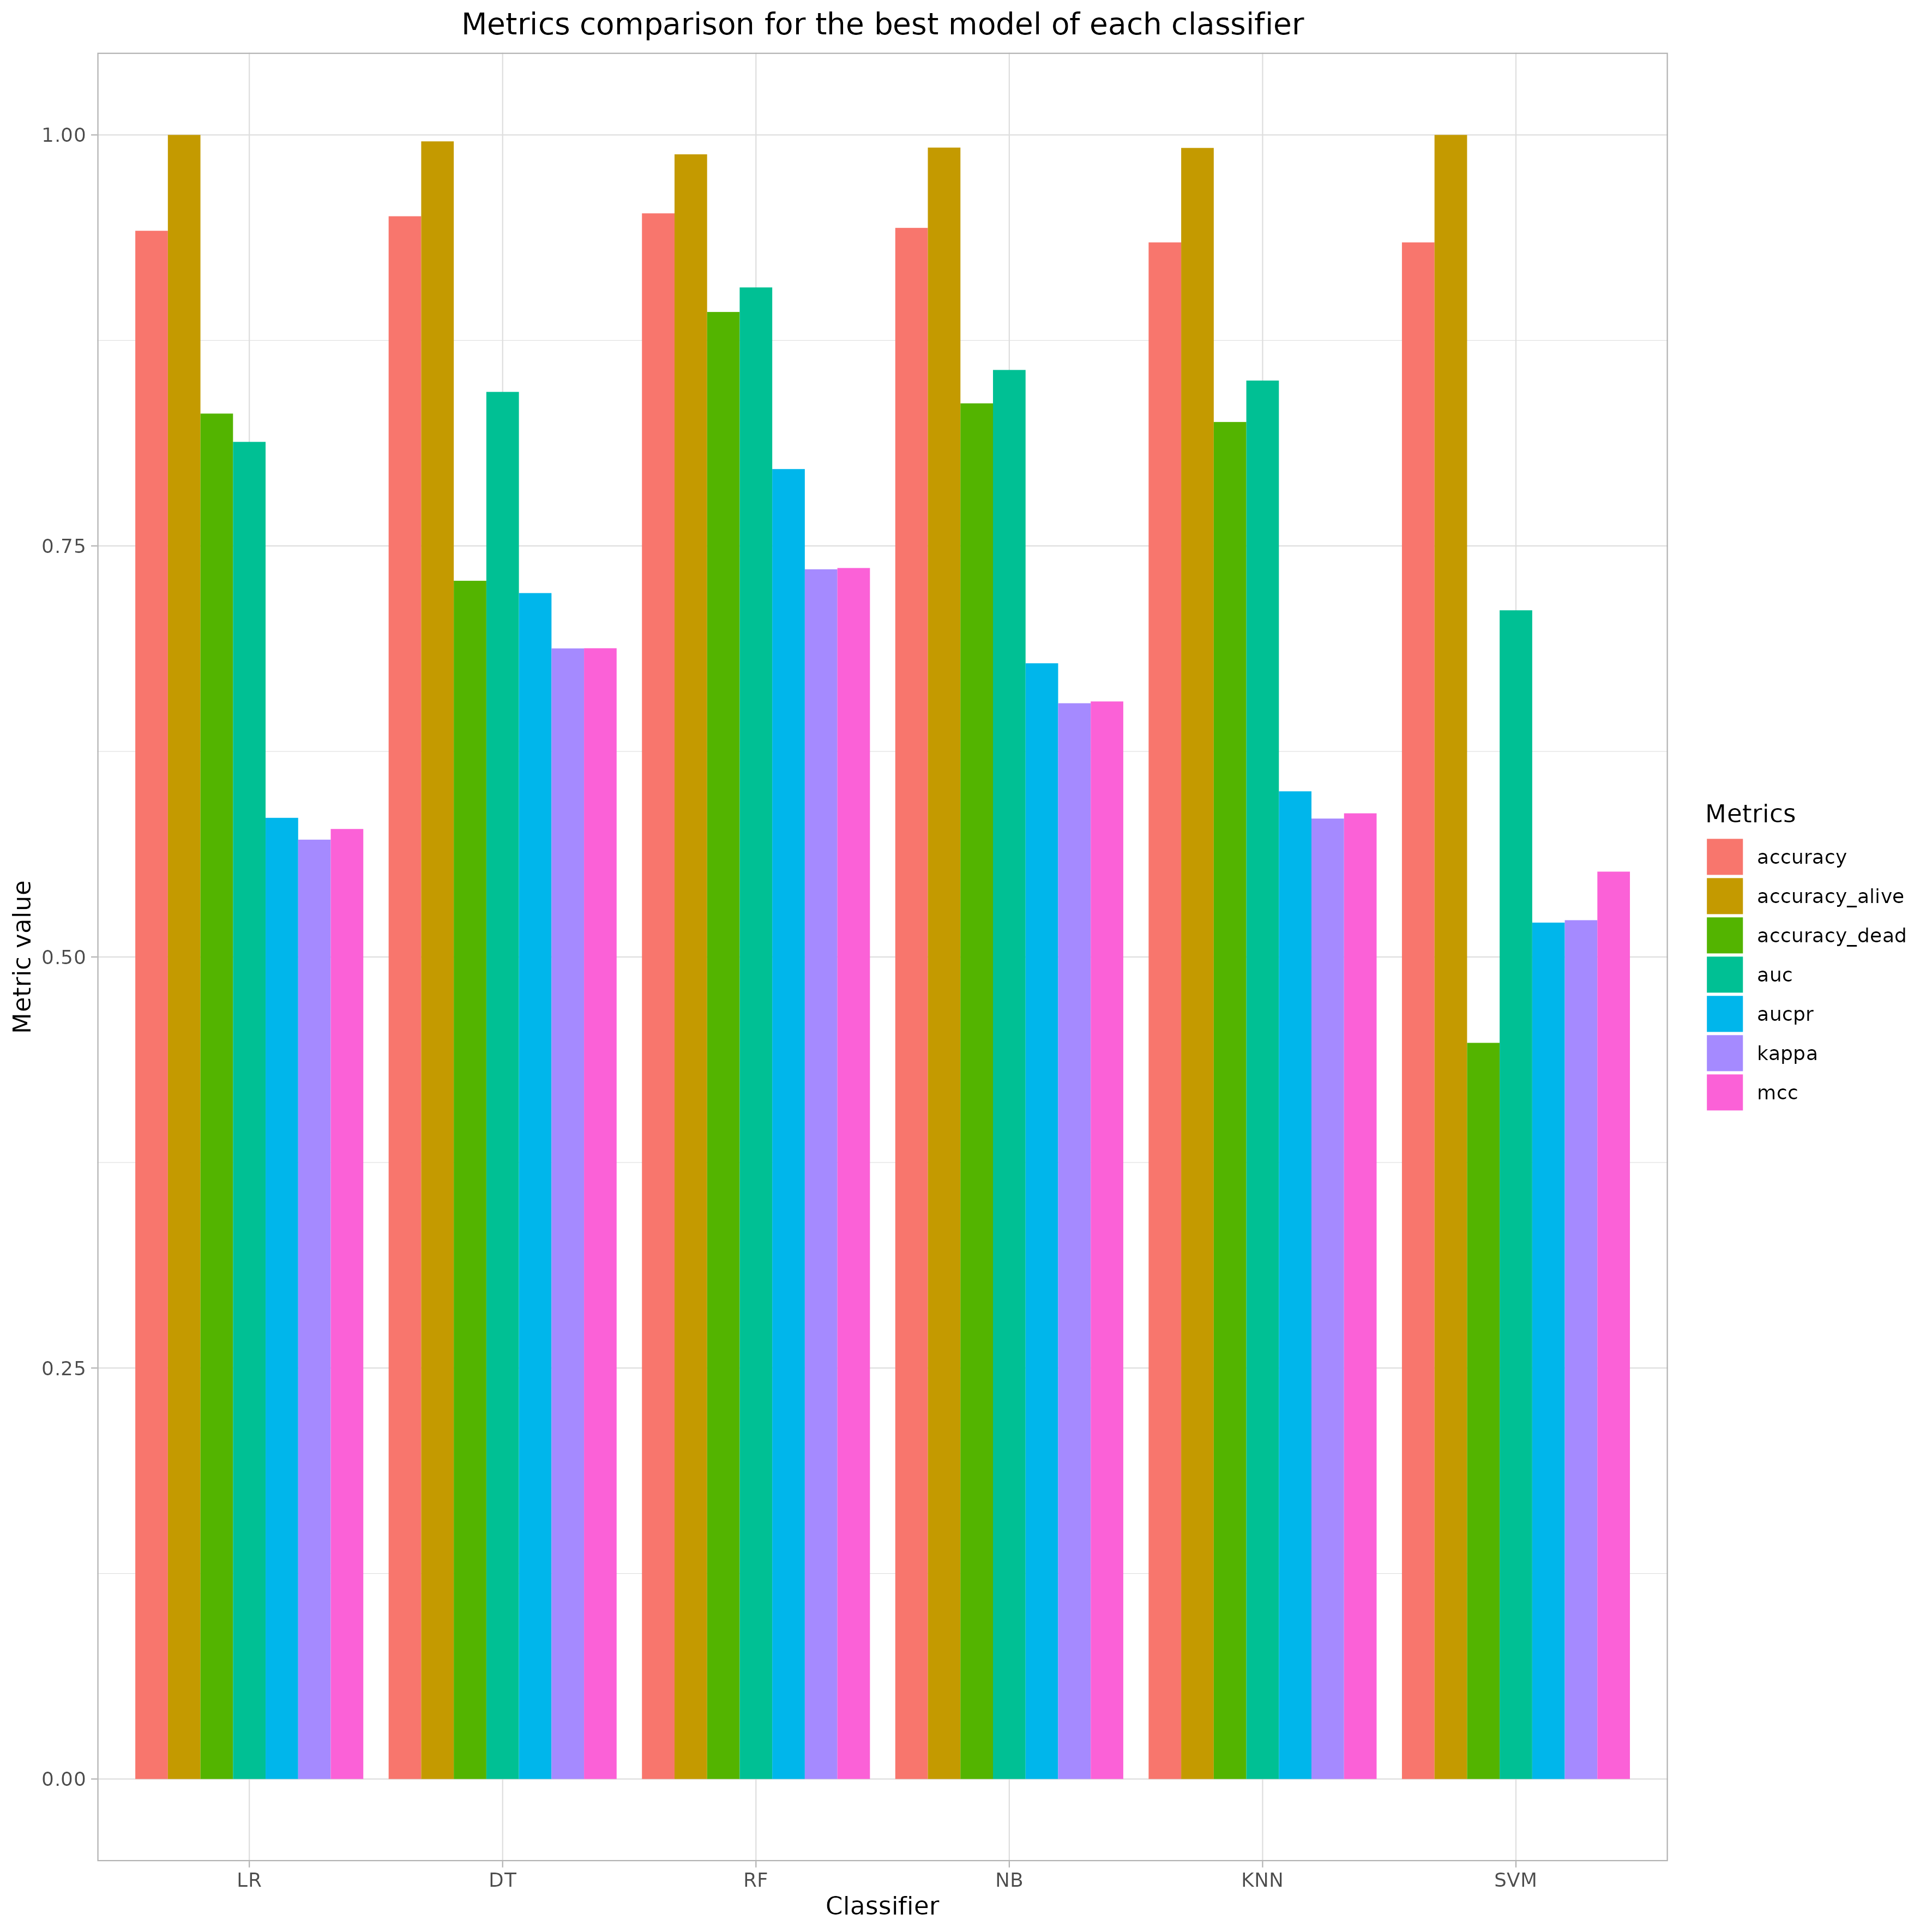 Metrics comparison for the best model of each classifier
1.00
0.75
0.50
0.25
0.00
Metric value
LR DT RF NB KNN SVM
Classifier
Metrics
accuracy
accuracy_alive
accuracy_dead
auc
aucpr
kappa
mcc